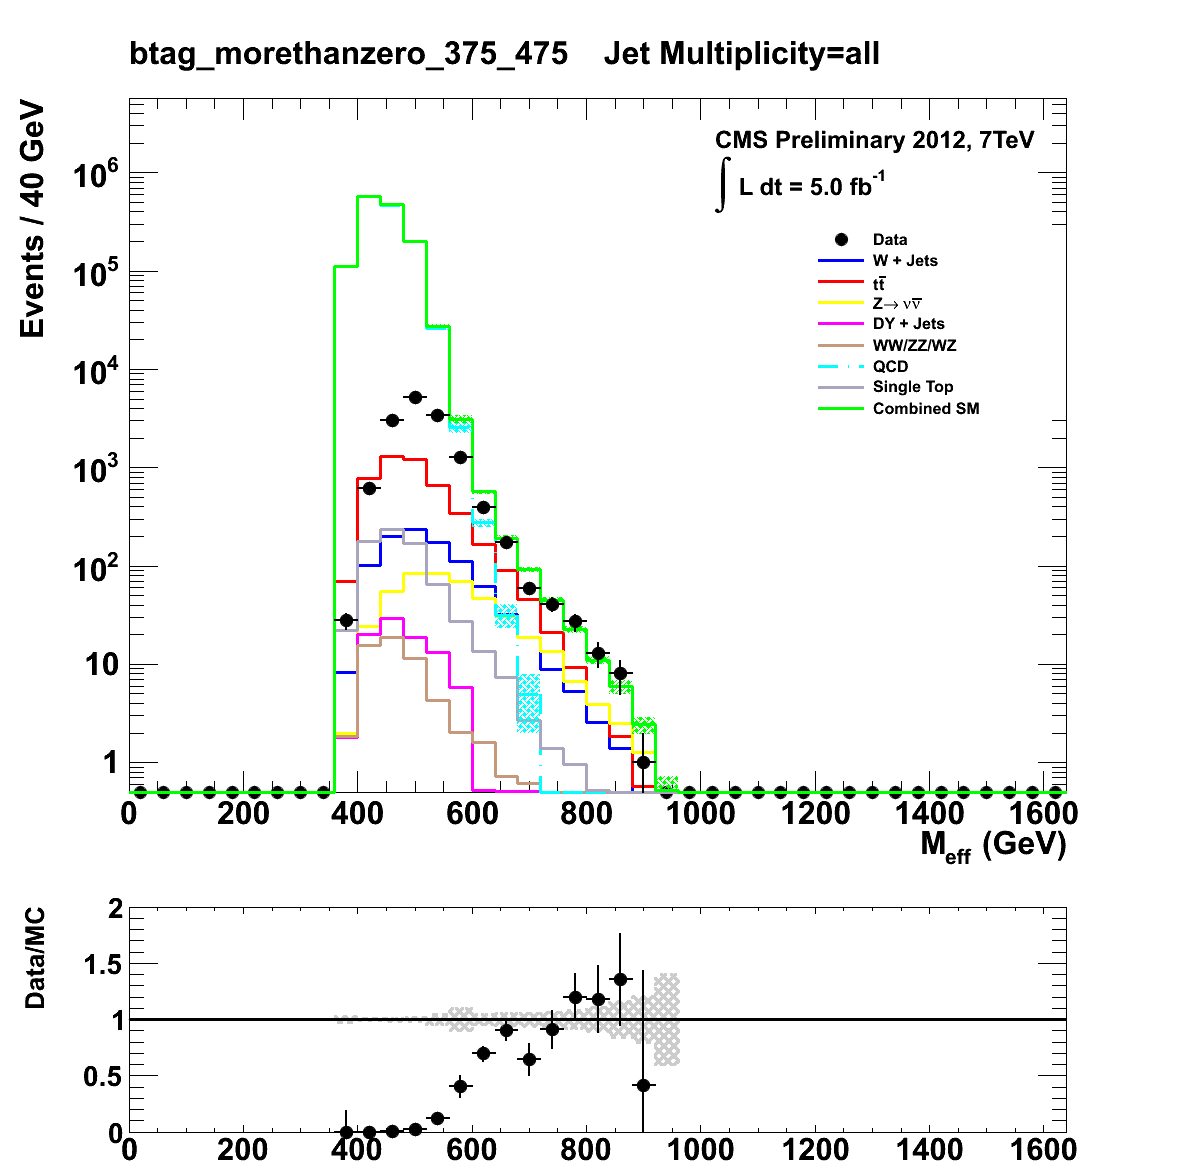 btag_morethanzero_375_475 Jet Multiplicity=all
Events / 40 GeV
CMS Preliminary 2012, 7TeV
∫ L dt = 5.0 fb⁻¹
Data
W + Jets
tt̅
Z→ νν̅
DY + Jets
WW/ZZ/WZ
QCD
Single Top
Combined SM
10⁶
10⁵
10⁴
10³
10²
10
1
0 200 400 600 800 1000 1200 1400 1600
M_eff (GeV)
Data/MC
2
1.5
1
0.5
0
0 200 400 600 800 1000 1200 1400 1600